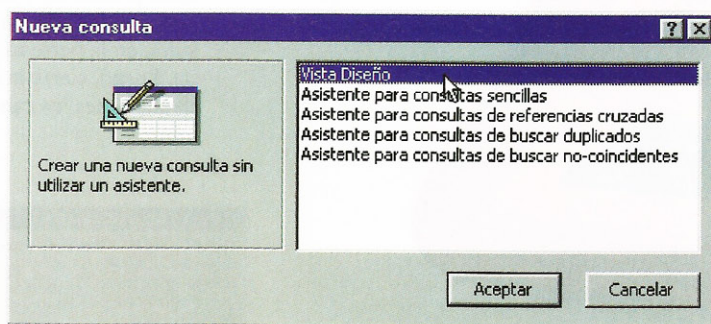 Nueva consulta
Vista Diseño
Asistente para consultas sencillas
Asistente para consultas de referencias cruzadas
Asistente para consultas de buscar duplicados
Asistente para consultas de buscar no-coincidentes
Crear una nueva consulta sin
utilizar un asistente.
Aceptar
Cancelar